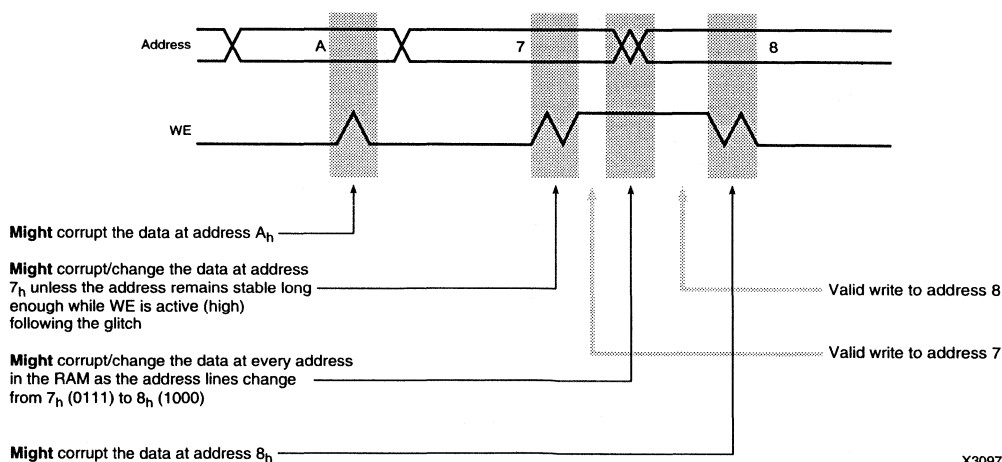 Address
A
7
8
WE
Might corrupt the data at address Ah
Might corrupt/change the data at address
7h unless the address remains stable long
enough while WE is active (high)
following the glitch
Valid write to address 8
Valid write to address 7
Might corrupt/change the data at every address
in the RAM as the address lines change
from 7h (0111) to 8h (1000)
Might corrupt the data at address 8h
X3097